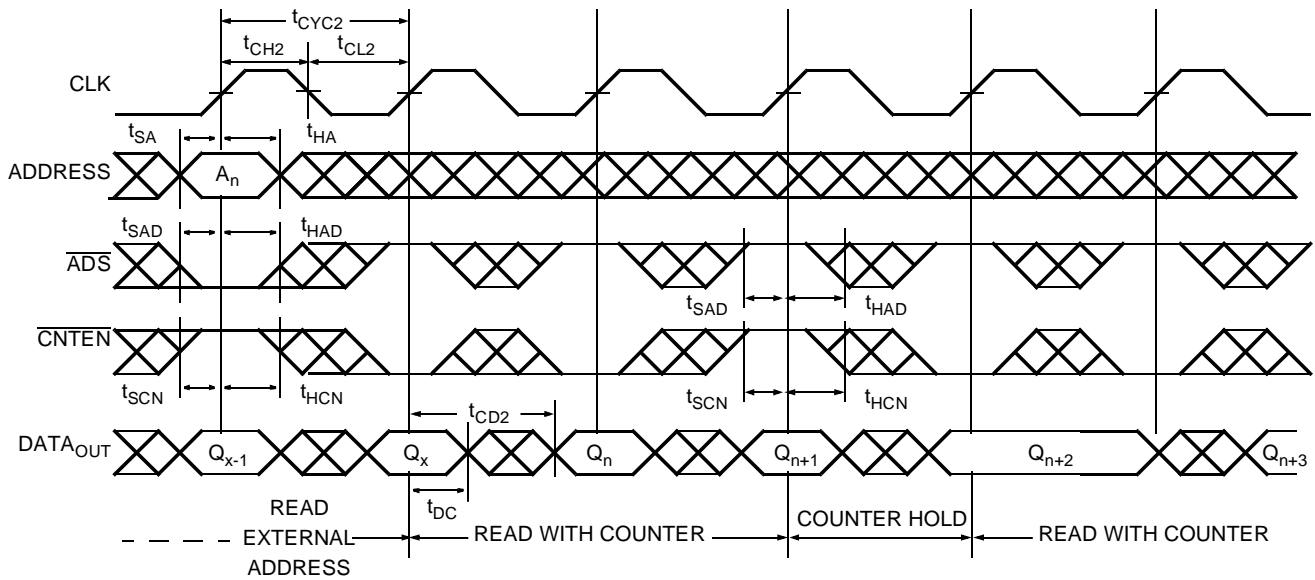 tCYC2
tCH2 tCL2
CLK
tSA tHA
ADDRESS An
tSAD tHAD
ADS
tSAD tHAD
CNTEN
tSCN tHCN tSCN tHCN
tCD2
DATAOUT Qx-1 Qx Qn Qn+1 Qn+2 Qn+3
tDC
READ EXTERNAL ADDRESS
READ WITH COUNTER
COUNTER HOLD
READ WITH COUNTER